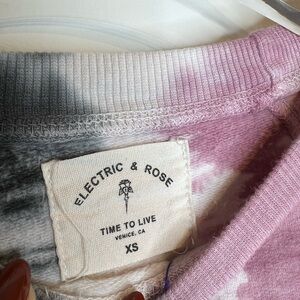 ELECTRIC & ROSE
TIME TO LIVE
VENICE, CA
XS